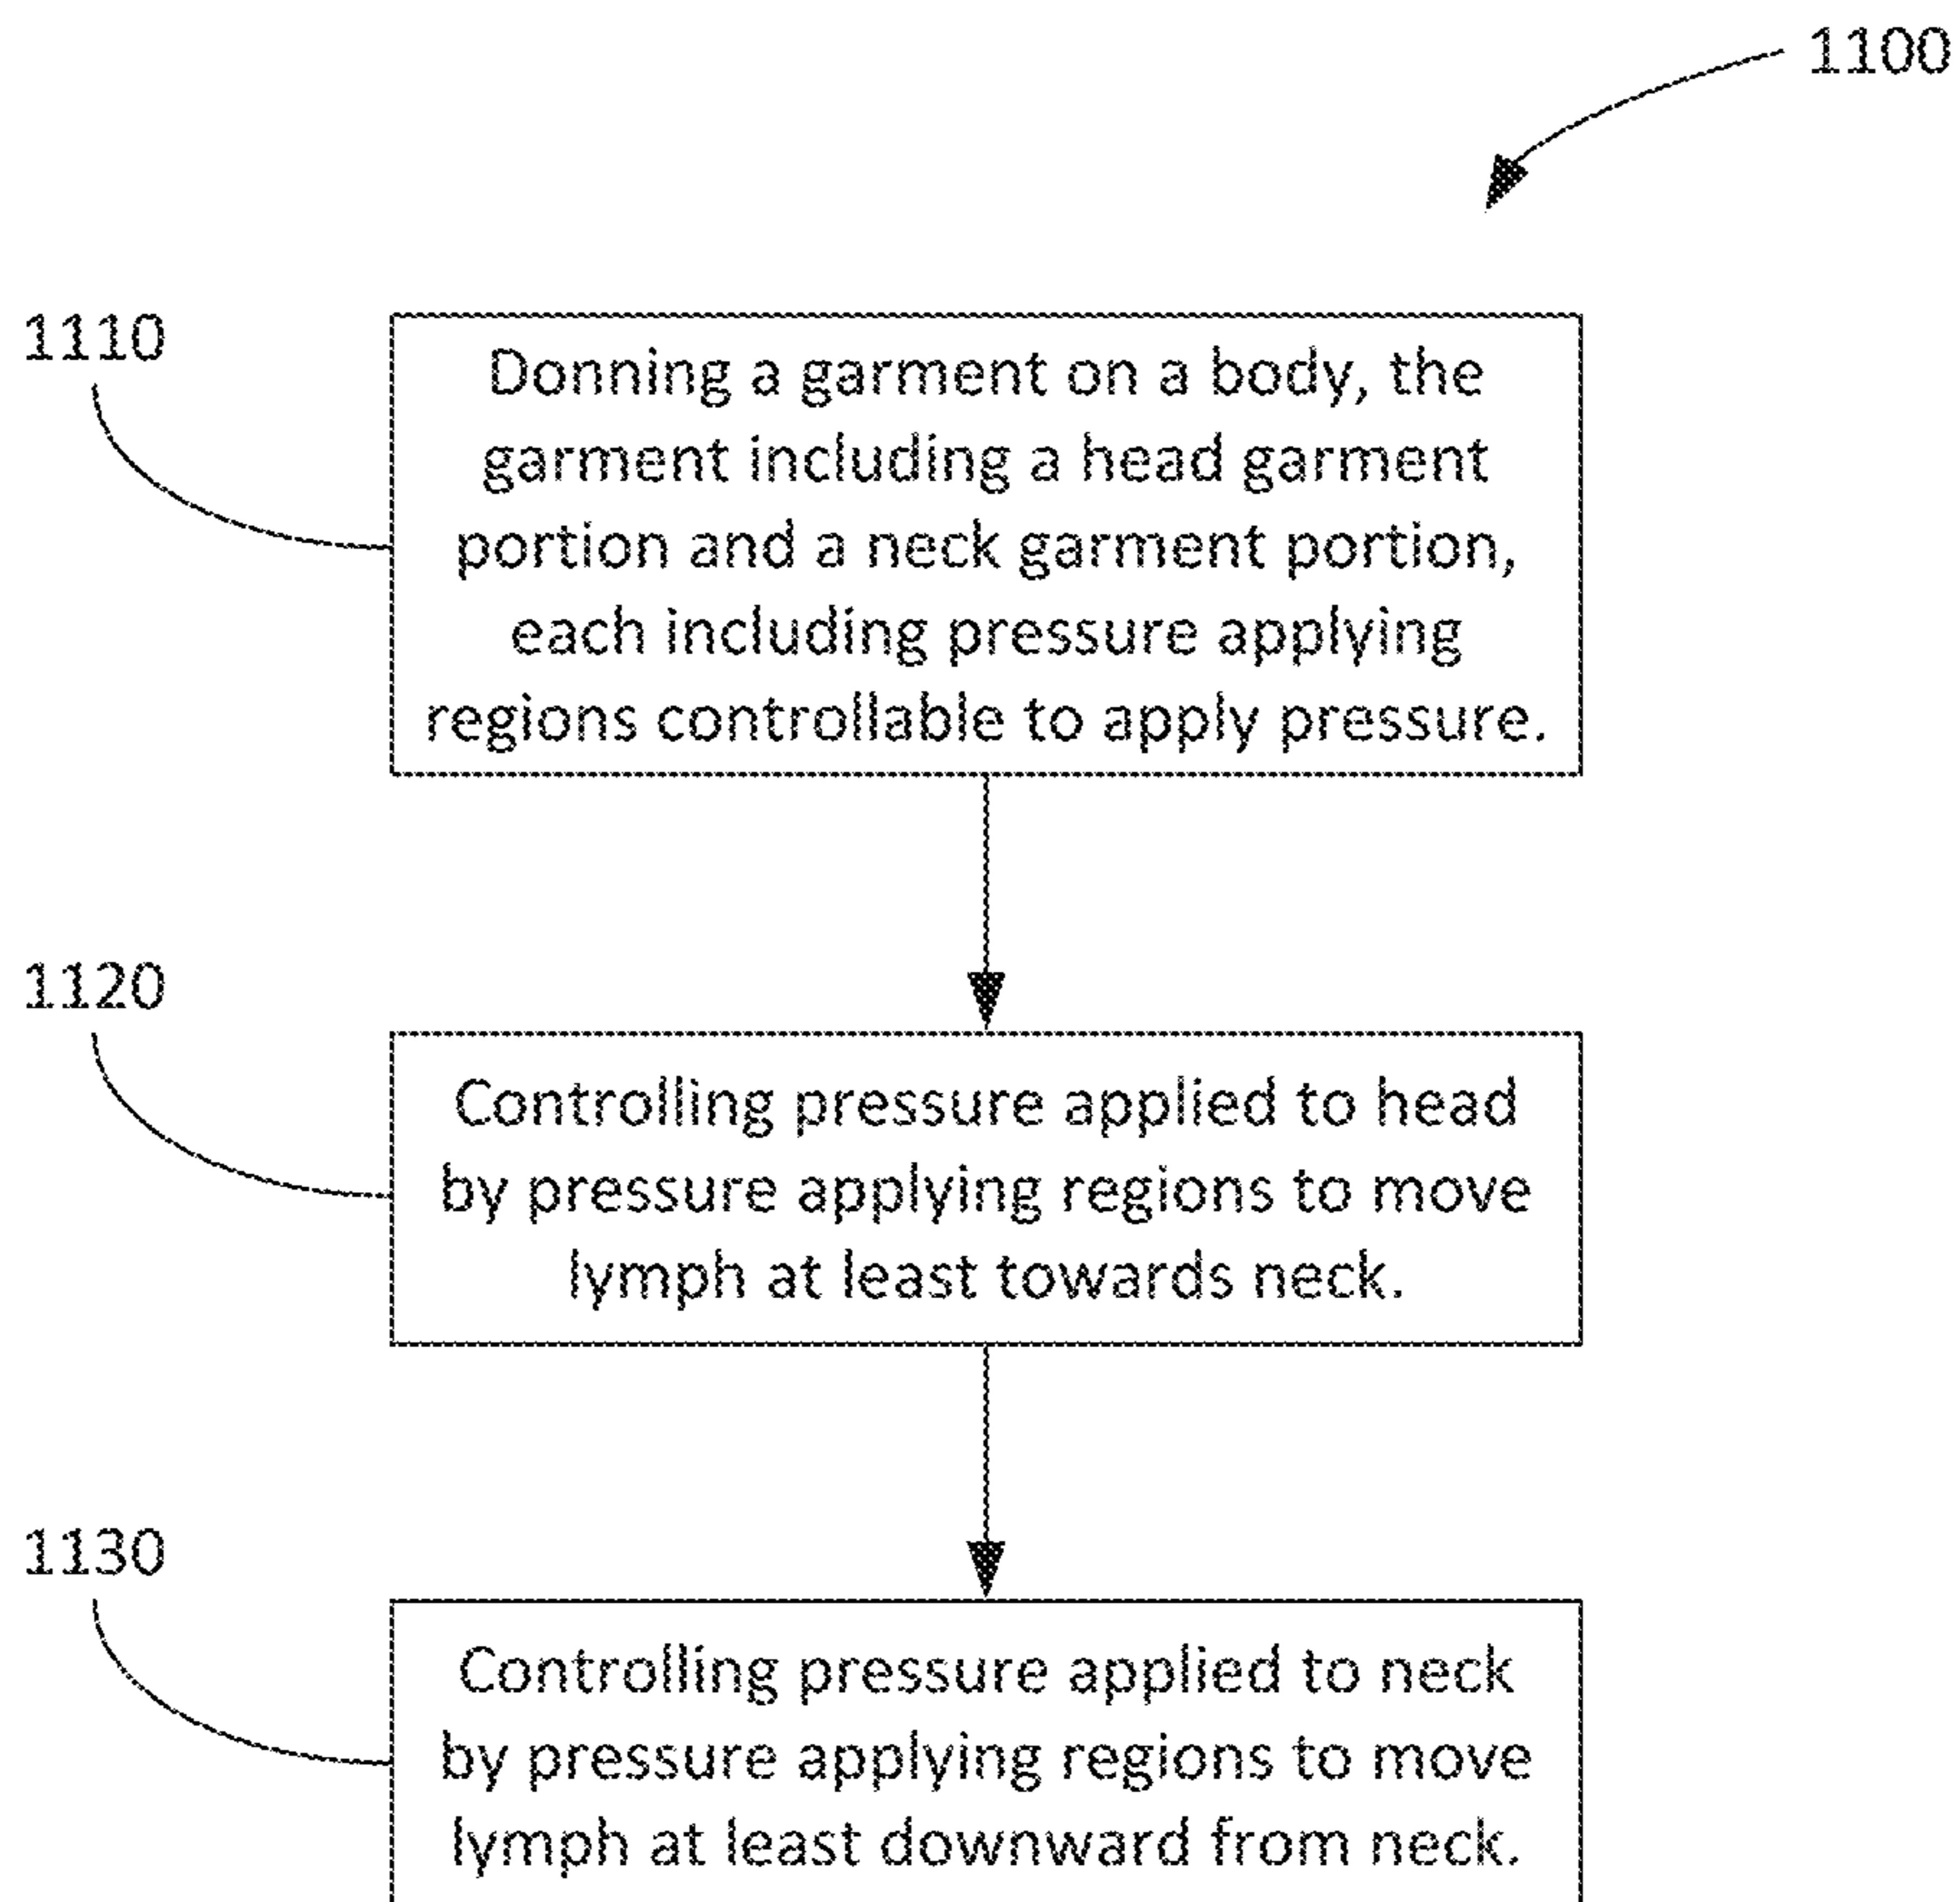 1100
1110
Donning a garment on a body, the
garment including a head garment
portion and a neck garment portion,
each including pressure applying
regions controllable to apply pressure.
1120
Controlling pressure applied to head
by pressure applying regions to move
lymph at least towards neck.
1130
Controlling pressure applied to neck
by pressure applying regions to move
lymph at least downward from neck.